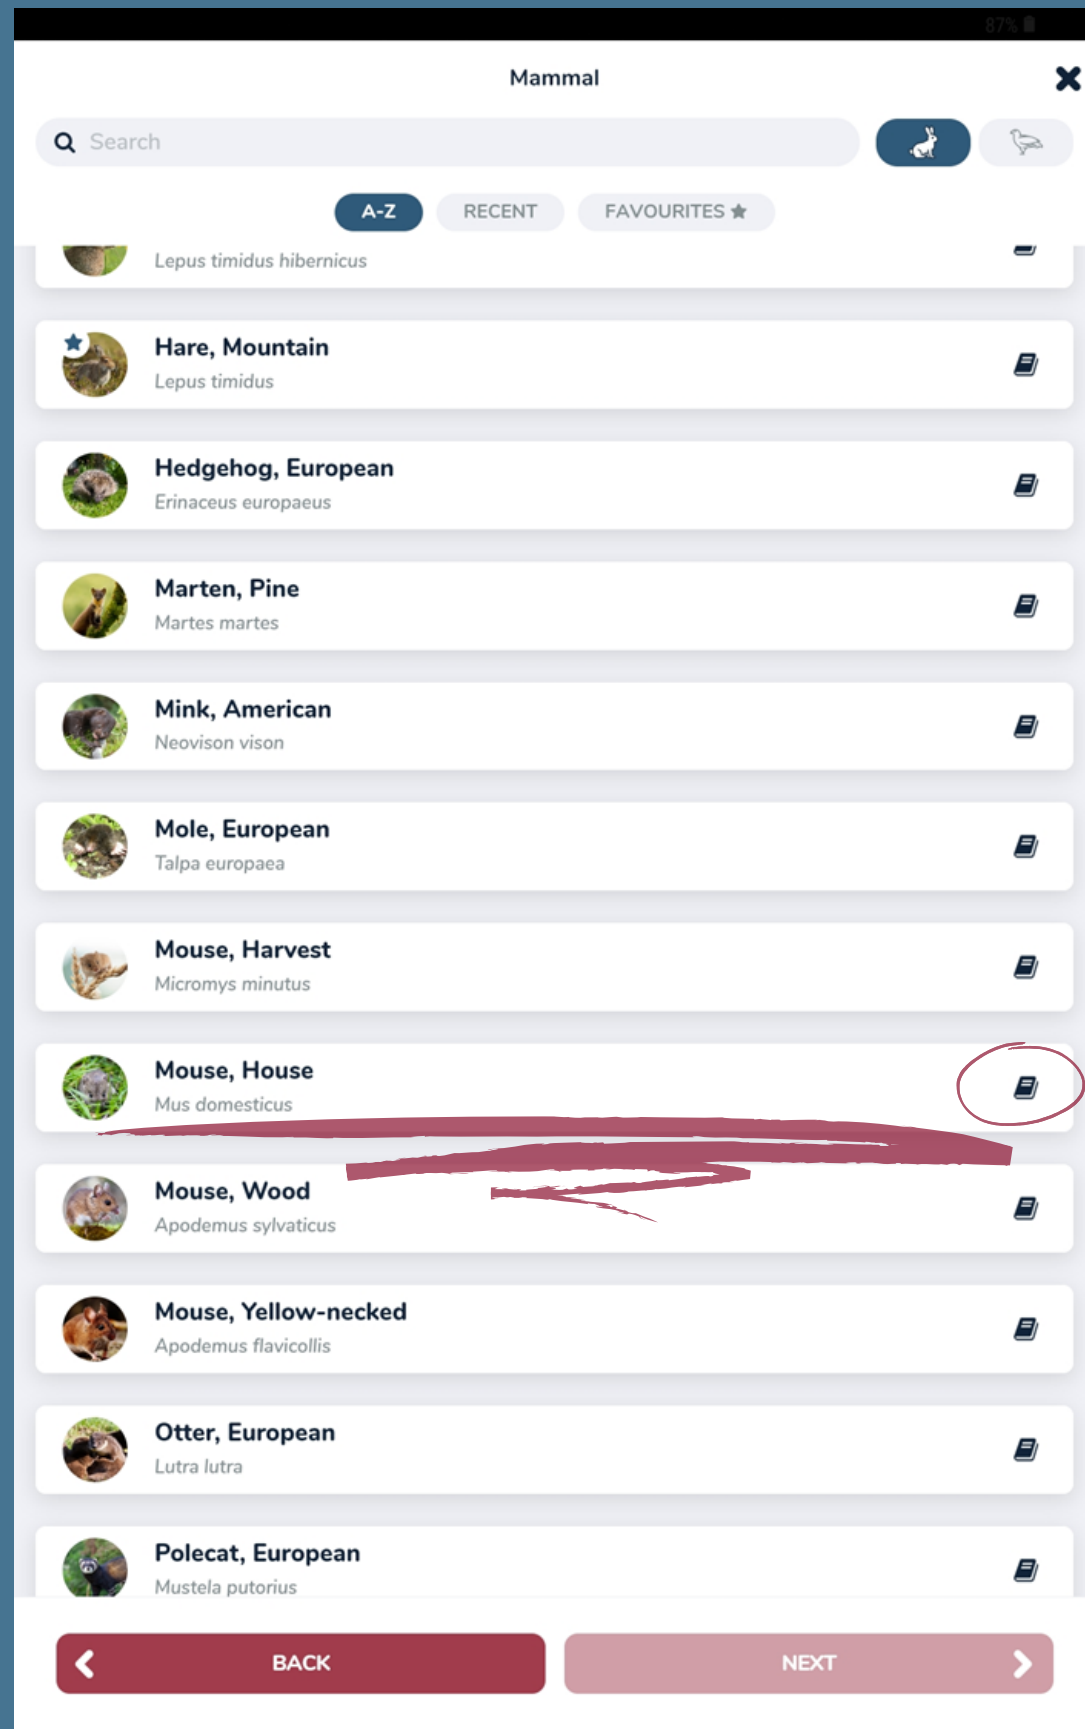 87%
Mammal
Search
A-Z RECENT FAVOURITES
Lepus timidus hibernicus
Hare, Mountain
Lepus timidus
Hedgehog, European
Erinaceus europaeus
Marten, Pine
Martes martes
Mink, American
Neovison vison
Mole, European
Talpa europaea
Mouse, Harvest
Micromys minutus
Mouse, House
Mus domesticus
Mouse, Wood
Apodemus sylvaticus
Mouse, Yellow-necked
Apodemus flavicollis
Otter, European
Lutra lutra
Polecat, European
Mustela putorius
BACK NEXT